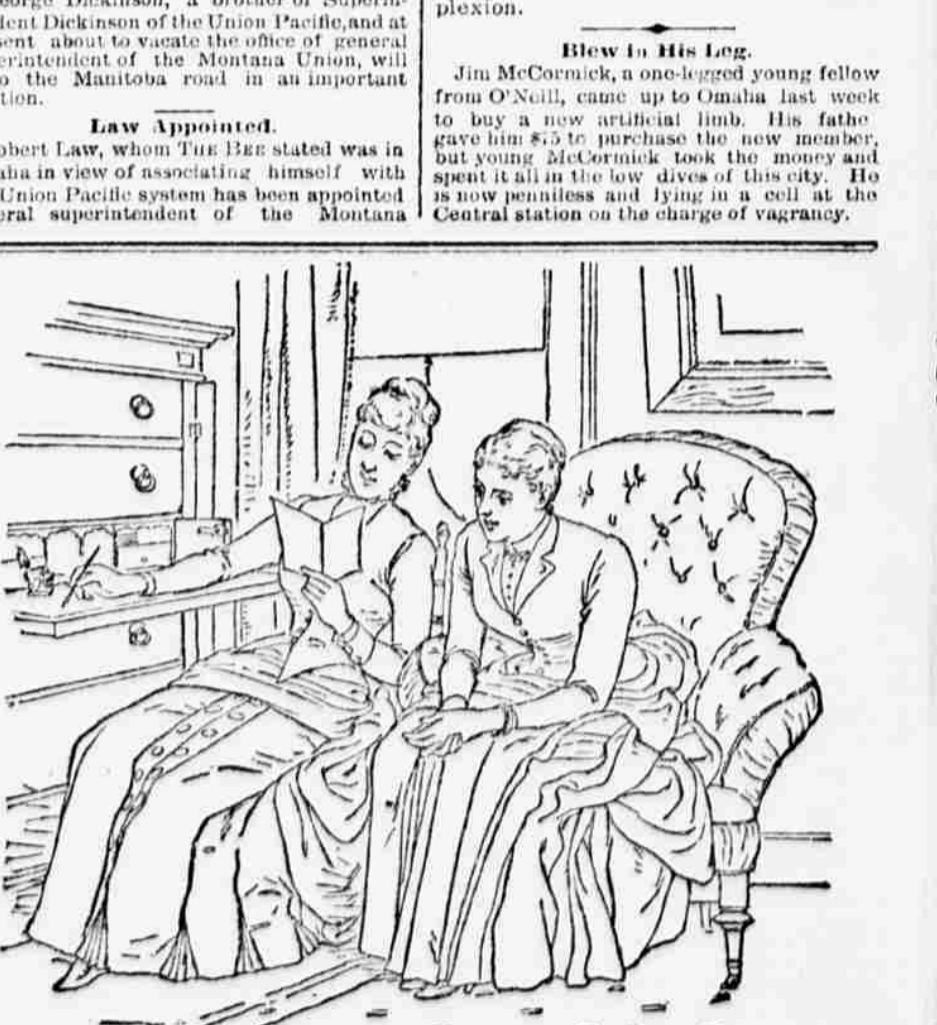 George Dickinson, a brother of Superin-
dent Dickinson of the Union Pacific, and at
sent about to vacate the office of general
erintendent of the Montana Union, will
o the Manitoba road in an important
tion.
Law Appointed.
obert Law, whom THE BEE stated was in
aha in view of associating himself with
Union Pacific system has been appointed
eral superintendent of the Montana
plexion.
Blew in His Leg.
Jim McCormick, a one-legged young fellow
from O'Neill, came up to Omaha last week
to buy a new artificial limb. His fathe
gave him $75 to purchase the new member,
but young McCormick took the money and
spent it all in the low dives of this city. He
is now penniless and lying in a cell at the
Central station on the charge of vagrancy.